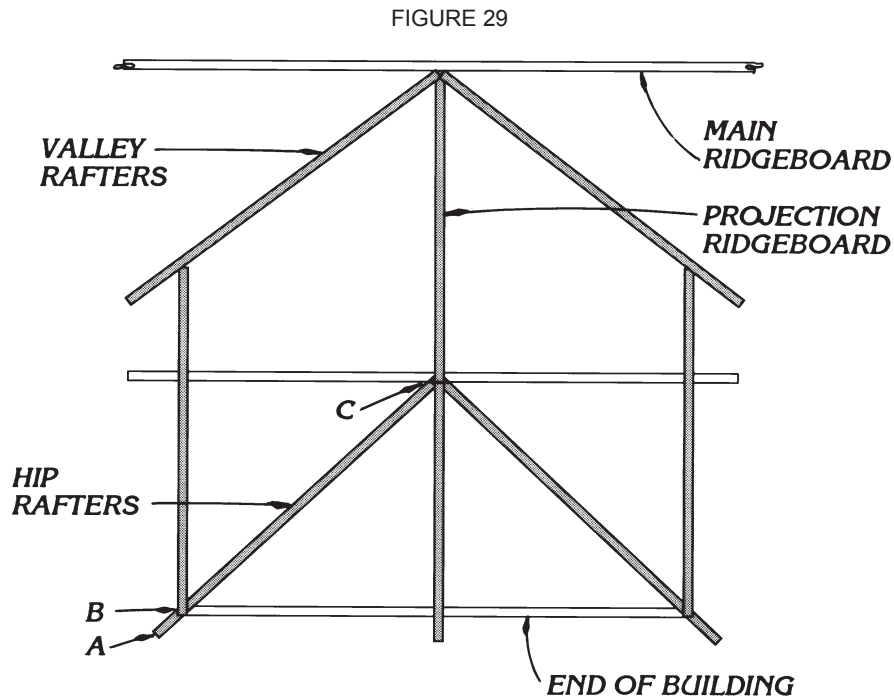 FIGURE 29
MAIN
RIDGEBOARD
VALLEY
RAFTERS
PROJECTION
RIDGEBOARD
C
HIP
RAFTERS
B
A
END OF BUILDING